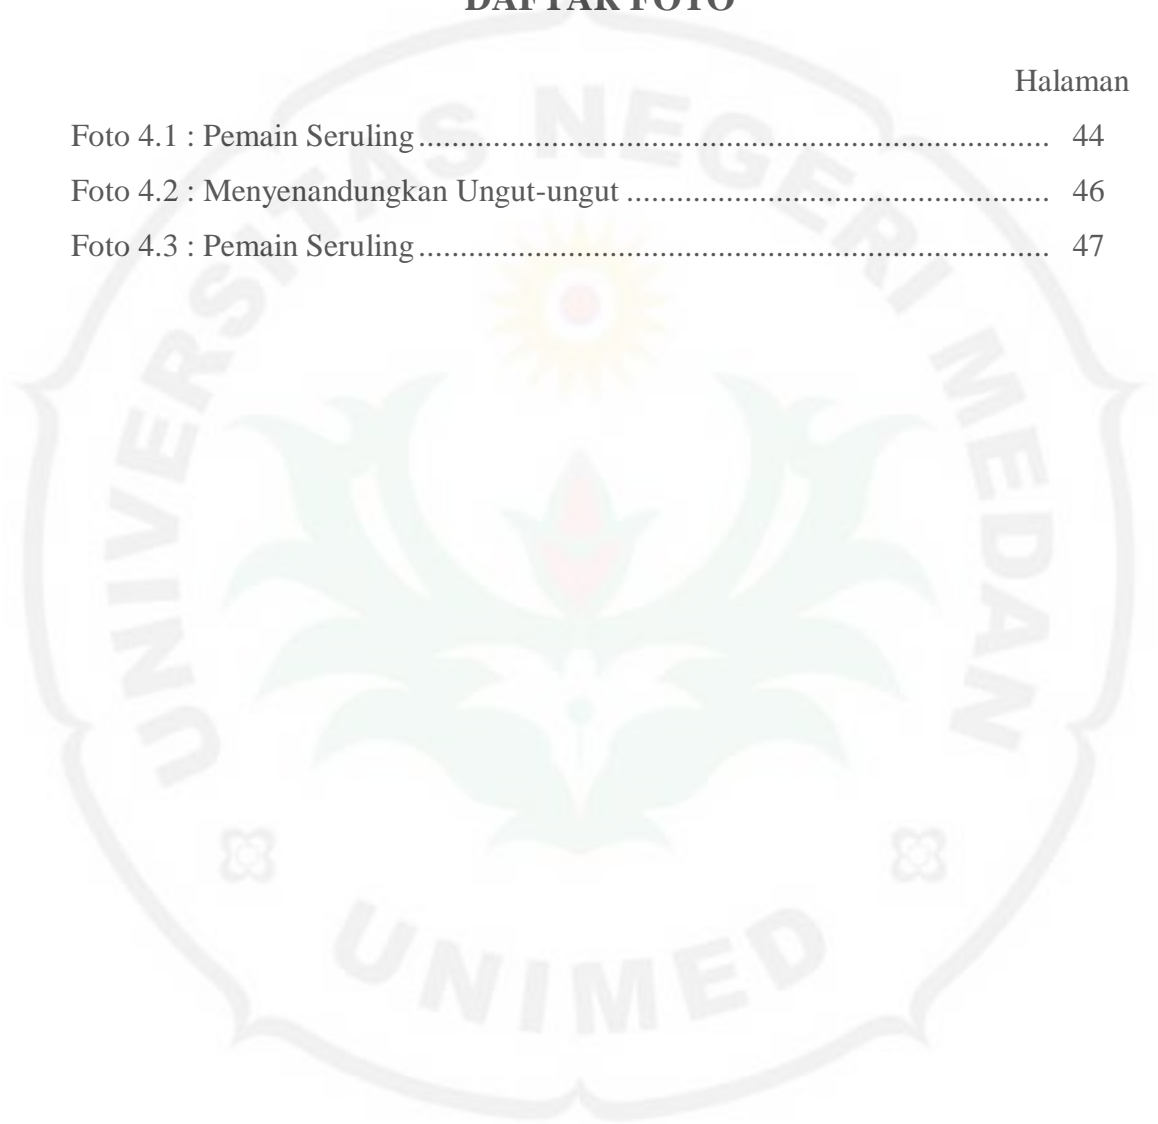 DAFTAR FOTO
Halaman
Foto 4.1 : Pemain Seruling ............................................................................ 44
Foto 4.2 : Menyenandungkan Ungut-ungut ................................................... 46
Foto 4.3 : Pemain Seruling ............................................................................ 47
UNIVERSITAS NEGERI MEDAN
UNIMED